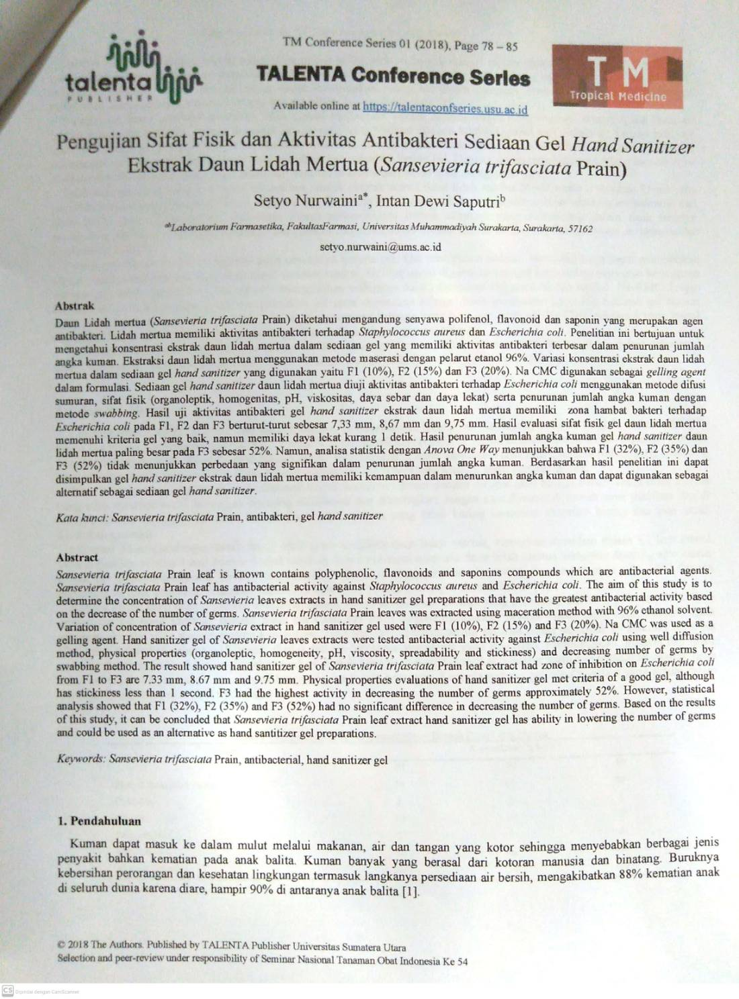 TM Conference Series 01 (2018), Page 78 – 85
talenta
PUBLISHER
TALENTA Conference Series
TM
Tropical Medicine
Available online at https://talentaconfseries.usu.ac.id
Pengujian Sifat Fisik dan Aktivitas Antibakteri Sediaan Gel Hand Sanitizer
Ekstrak Daun Lidah Mertua (Sansevieria trifasciata Prain)
Setyo Nurwainiᵃ*, Intan Dewi Saputriᵇ
ᵃᵇLaboratorium Farmasetika, FakultasFarmasi, Universitas Muhammadiyah Surakarta, Surakarta, 57162
setyo.nurwaini@ums.ac.id
Abstrak
Daun Lidah mertua (Sansevieria trifasciata Prain) diketahui mengandung senyawa polifenol, flavonoid dan saponin yang merupakan agen
antibakteri. Lidah mertua memiliki aktivitas antibakteri terhadap Staphylococcus aureus dan Escherichia coli. Penelitian ini bertujuan untuk
mengetahui konsentrasi ekstrak daun lidah mertua dalam sediaan gel yang memiliki aktivitas antibakteri terbesar dalam penurunan jumlah
angka kuman. Ekstraksi daun lidah mertua menggunakan metode maserasi dengan pelarut etanol 96%. Variasi konsentrasi ekstrak daun lidah
mertua dalam sediaan gel hand sanitizer yang digunakan yaitu F1 (10%), F2 (15%) dan F3 (20%). Na CMC digunakan sebagai gelling agent
dalam formulasi. Sediaan gel hand sanitizer daun lidah mertua diuji aktivitas antibakteri terhadap Escherichia coli menggunakan metode difusi
sumuran, sifat fisik (organoleptik, homogenitas, pH, viskositas, daya sebar dan daya lekat) serta penurunan jumlah angka kuman dengan
metode swabbing. Hasil uji aktivitas antibakteri gel hand sanitizer ekstrak daun lidah mertua memiliki zona hambat bakteri terhadap
Escherichia coli pada F1, F2 dan F3 berturut-turut sebesar 7,33 mm, 8,67 mm dan 9,75 mm. Hasil evaluasi sifat fisik gel daun lidah mertua
memenuhi kriteria gel yang baik, namun memiliki daya lekat kurang 1 detik. Hasil penurunan jumlah angka kuman gel hand sanitizer daun
lidah mertua paling besar pada F3 sebesar 52%. Namun, analisa statistik dengan Anova One Way menunjukkan bahwa F1 (32%), F2 (35%) dan
F3 (52%) tidak menunjukkan perbedaan yang signifikan dalam penurunan jumlah angka kuman. Berdasarkan hasil penelitian ini dapat
disimpulkan gel hand sanitizer ekstrak daun lidah mertua memiliki kemampuan dalam menurunkan angka kuman dan dapat digunakan sebagai
alternatif sebagai sediaan gel hand sanitizer.
Kata kunci: Sansevieria trifasciata Prain, antibakteri, gel hand sanitizer
Abstract
Sansevieria trifasciata Prain leaf is known contains polyphenolic, flavonoids and saponins compounds which are antibacterial agents.
Sansevieria trifasciata Prain leaf has antibacterial activity against Staphylococcus aureus and Escherichia coli. The aim of this study is to
determine the concentration of Sansevieria leaves extracts in hand sanitizer gel preparations that have the greatest antibacterial activity based
on the decrease of the number of germs. Sansevieria trifasciata Prain leaves was extracted using maceration method with 96% ethanol solvent.
Variation of concentration of Sansevieria extract in hand sanitizer gel used were F1 (10%), F2 (15%) and F3 (20%). Na CMC was used as a
gelling agent. Hand sanitizer gel of Sansevieria leaves extracts were tested antibacterial activity against Escherichia coli using well diffusion
method, physical properties (organoleptic, homogeneity, pH, viscosity, spreadability and stickiness) and decreasing number of germs by
swabbing method. The result showed hand sanitizer gel of Sansevieria trifasciata Prain leaf extract had zone of inhibition on Escherichia coli
from F1 to F3 are 7.33 mm, 8.67 mm and 9.75 mm. Physical properties evaluations of hand sanitizer gel met criteria of a good gel, although
has stickiness less than 1 second. F3 had the highest activity in decreasing the number of germs approximately 52%. However, statistical
analysis showed that F1 (32%), F2 (35%) and F3 (52%) had no significant difference in decreasing the number of germs. Based on the results
of this study, it can be concluded that Sansevieria trifasciata Prain leaf extract hand sanitizer gel has ability in lowering the number of germs
and could be used as an alternative as hand santitizer gel preparations.
Keywords: Sansevieria trifasciata Prain, antibacterial, hand sanitizer gel
1. Pendahuluan
Kuman dapat masuk ke dalam mulut melalui makanan, air dan tangan yang kotor sehingga menyebabkan berbagai jenis
penyakit bahkan kematian pada anak balita. Kuman banyak yang berasal dari kotoran manusia dan binatang. Buruknya
kebersihan perorangan dan kesehatan lingkungan termasuk langkanya persediaan air bersih, mengakibatkan 88% kematian anak
di seluruh dunia karena diare, hampir 90% di antaranya anak balita [1].
© 2018 The Authors. Published by TALENTA Publisher Universitas Sumatera Utara
Selection and peer-review under responsibility of Seminar Nasional Tanaman Obat Indonesia Ke 54
CS Dipindai dengan CamScanner